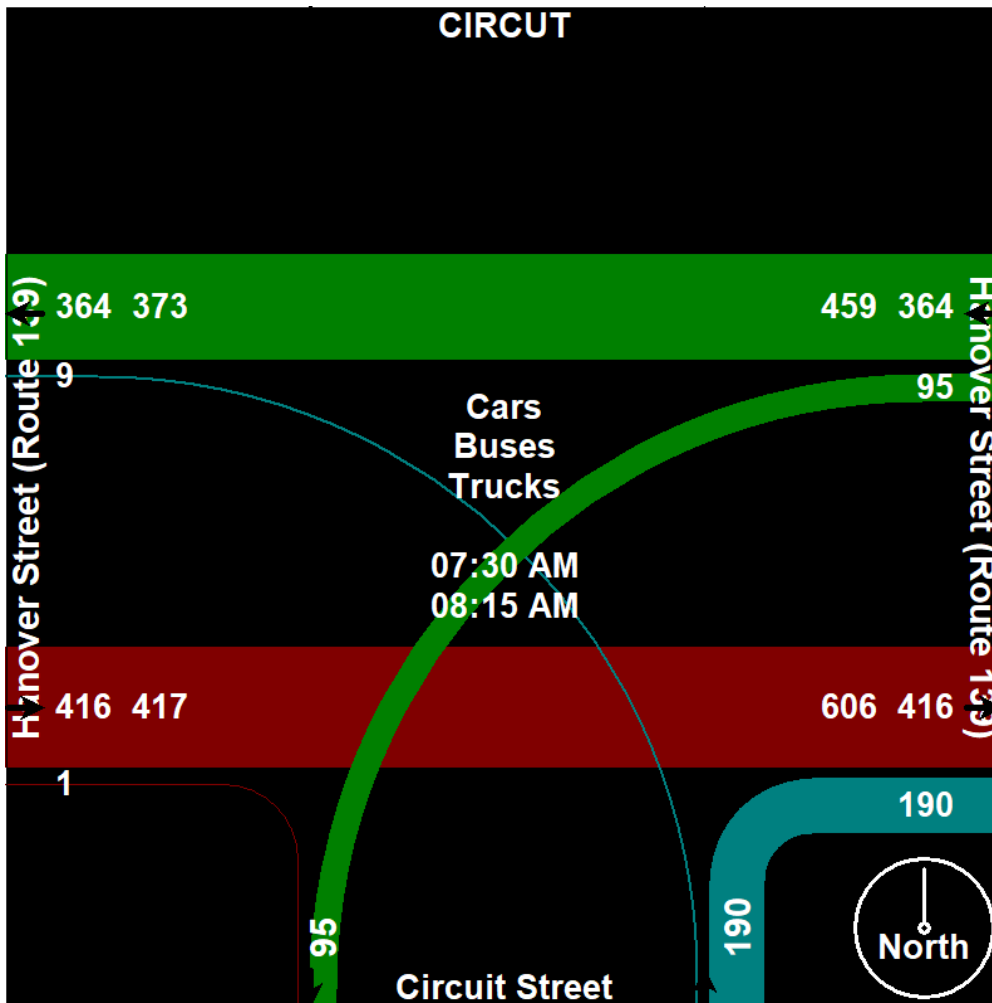 CIRCUT
Hanover Street (Route 139)
364 373
459 364
Hanover Street (Route 139)
9
95
Cars
Buses
Trucks
07:30 AM
08:15 AM
416 417
606 416
1
190
95
190
North
Circuit Street